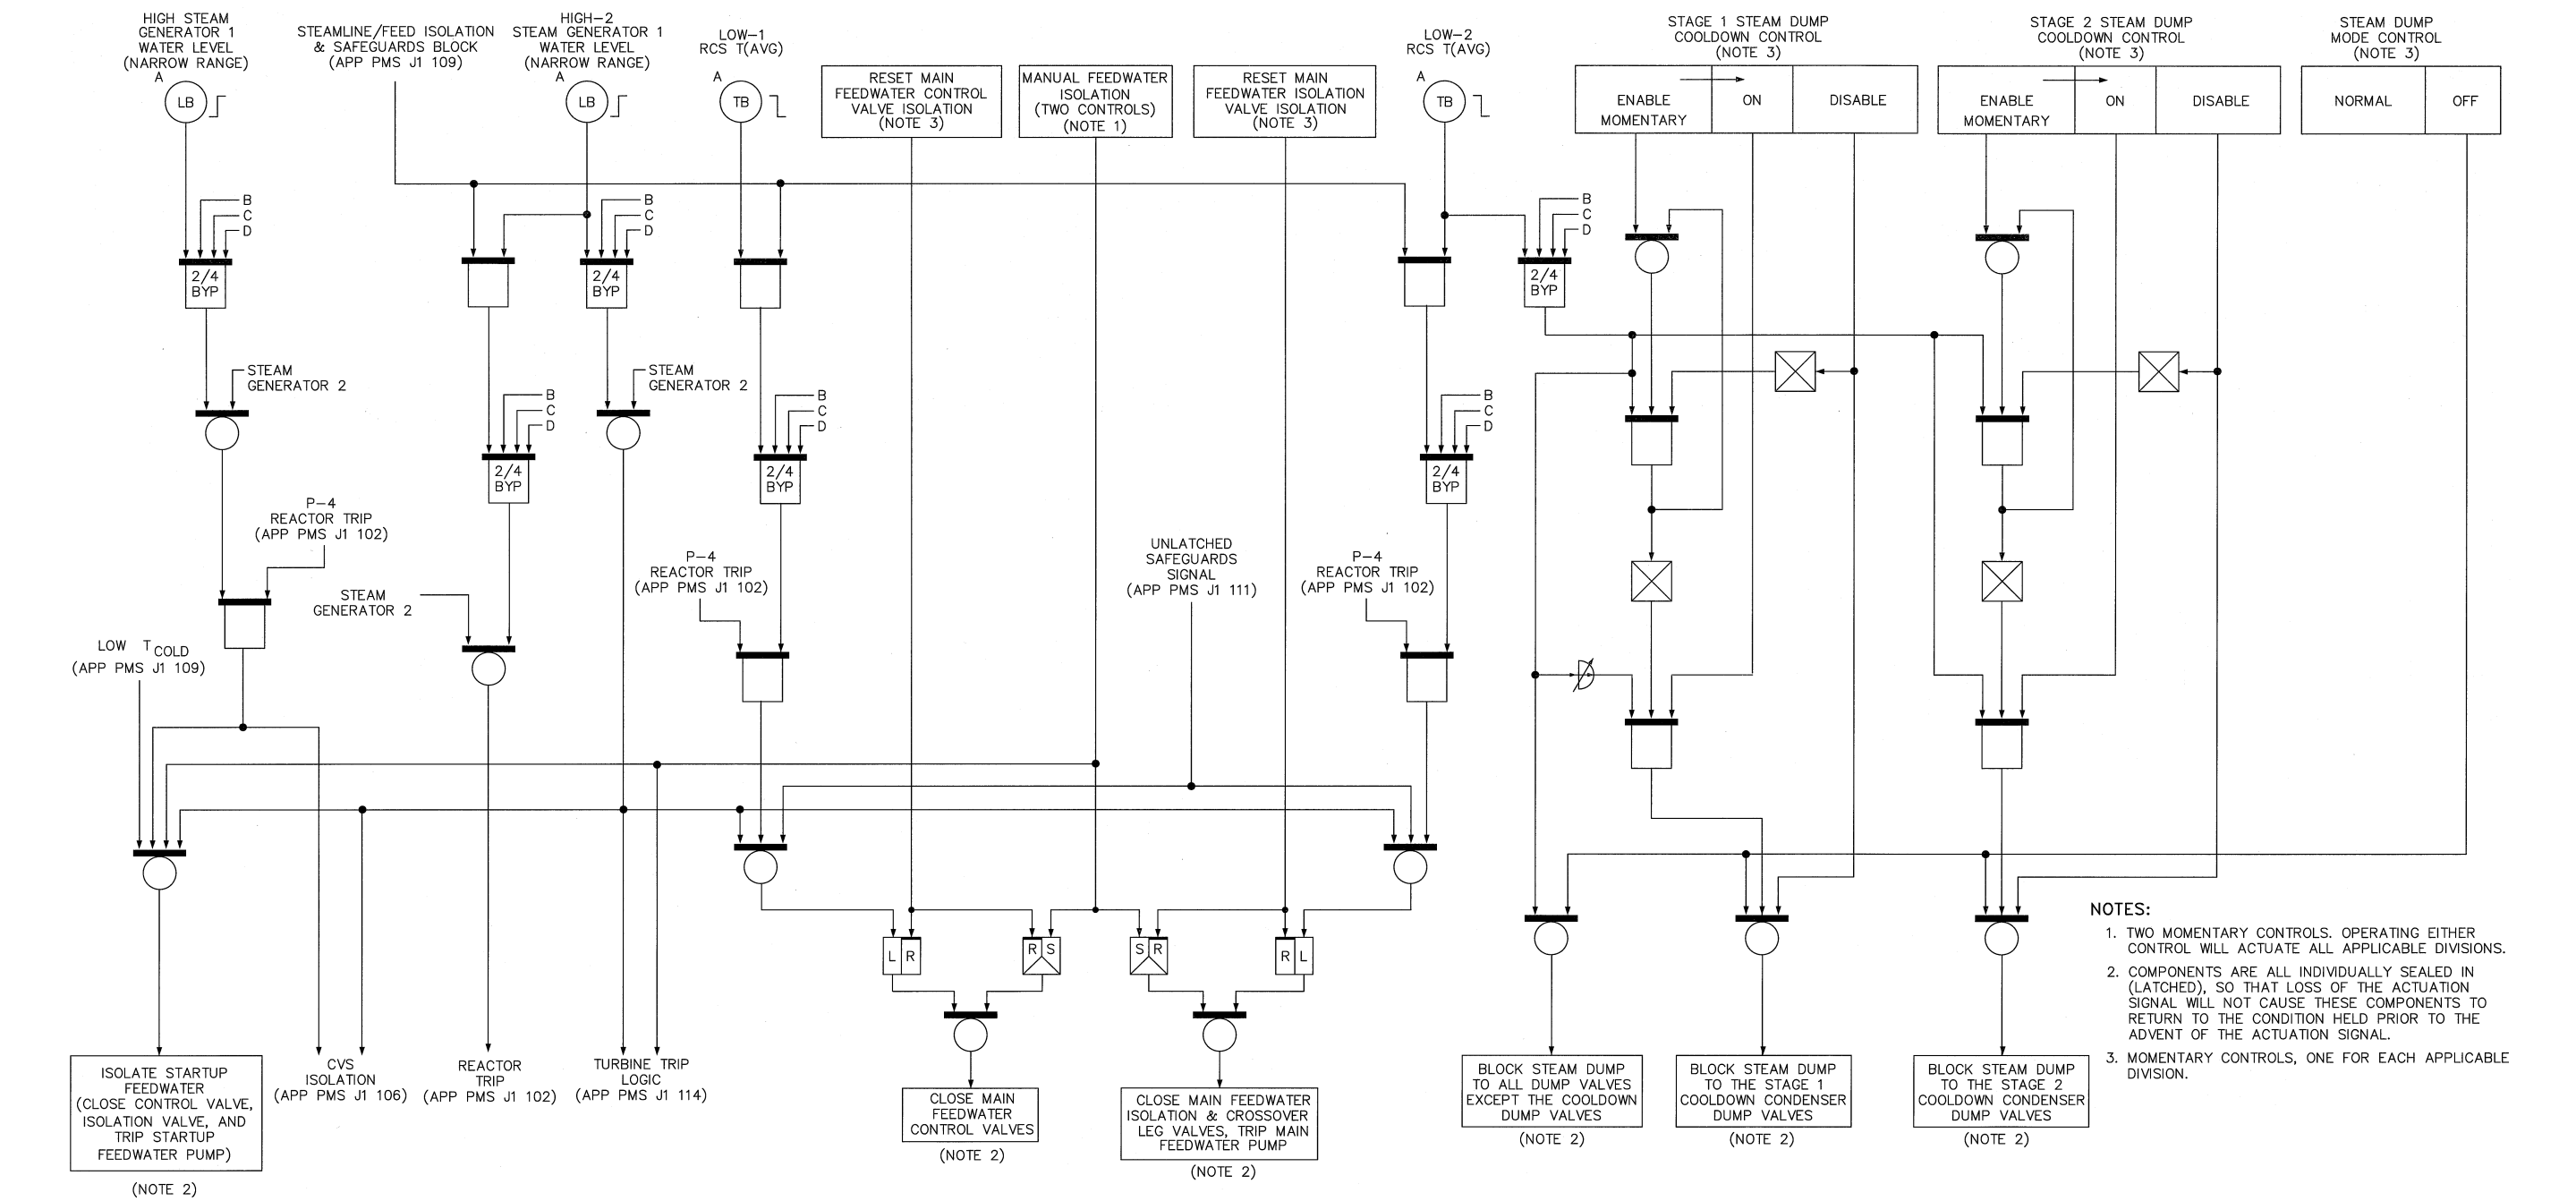 HIGH STEAM
GENERATOR 1
WATER LEVEL
(NARROW RANGE)
A
LB
STEAMLINE/FEED ISOLATION
& SAFEGUARDS BLOCK
(APP PMS J1 109)
HIGH-2
STEAM GENERATOR 1
WATER LEVEL
(NARROW RANGE)
A
LB
LOW-1
RCS T(AVG)
A
TB
RESET MAIN
FEEDWATER CONTROL
VALVE ISOLATION
(NOTE 3)
MANUAL FEEDWATER
ISOLATION
(TWO CONTROLS)
(NOTE 1)
RESET MAIN
FEEDWATER ISOLATION
VALVE ISOLATION
(NOTE 3)
LOW-2
RCS T(AVG)
A
TB
STAGE 1 STEAM DUMP
COOLDOWN CONTROL
(NOTE 3)
ENABLE
MOMENTARY
ON
DISABLE
STAGE 2 STEAM DUMP
COOLDOWN CONTROL
(NOTE 3)
ENABLE
MOMENTARY
ON
DISABLE
STEAM DUMP
MODE CONTROL
(NOTE 3)
NORMAL
OFF
B
C
D
2/4
BYP
B
C
D
2/4
BYP
B
C
D
2/4
BYP
STEAM
GENERATOR 2
STEAM
GENERATOR 2
B
C
D
2/4
BYP
B
C
D
2/4
BYP
B
C
D
2/4
BYP
P-4
REACTOR TRIP
(APP PMS J1 102)
P-4
REACTOR TRIP
(APP PMS J1 102)
UNLATCHED
SAFEGUARDS
SIGNAL
(APP PMS J1 111)
P-4
REACTOR TRIP
(APP PMS J1 102)
STEAM
GENERATOR 2
LOW TCOLD
(APP PMS J1 109)
L R
R S
S R
R L
ISOLATE STARTUP
FEEDWATER
(CLOSE CONTROL VALVE,
ISOLATION VALVE, AND
TRIP STARTUP
FEEDWATER PUMP)
(NOTE 2)
CVS
ISOLATION
(APP PMS J1 106)
REACTOR
TRIP
(APP PMS J1 102)
TURBINE TRIP
LOGIC
(APP PMS J1 114)
CLOSE MAIN
FEEDWATER
CONTROL VALVES
(NOTE 2)
CLOSE MAIN FEEDWATER
ISOLATION & CROSSOVER
LEG VALVES, TRIP MAIN
FEEDWATER PUMP
(NOTE 2)
BLOCK STEAM DUMP
TO ALL DUMP VALVES
EXCEPT THE COOLDOWN
DUMP VALVES
(NOTE 2)
BLOCK STEAM DUMP
TO THE STAGE 1
COOLDOWN CONDENSER
DUMP VALVES
(NOTE 2)
BLOCK STEAM DUMP
TO THE STAGE 2
COOLDOWN CONDENSER
DUMP VALVES
(NOTE 2)
NOTES:
1. TWO MOMENTARY CONTROLS. OPERATING EITHER
CONTROL WILL ACTUATE ALL APPLICABLE DIVISIONS.
2. COMPONENTS ARE ALL INDIVIDUALLY SEALED IN
(LATCHED), SO THAT LOSS OF THE ACTUATION
SIGNAL WILL NOT CAUSE THESE COMPONENTS TO
RETURN TO THE CONDITION HELD PRIOR TO THE
ADVENT OF THE ACTUATION SIGNAL.
3. MOMENTARY CONTROLS, ONE FOR EACH APPLICABLE
DIVISION.